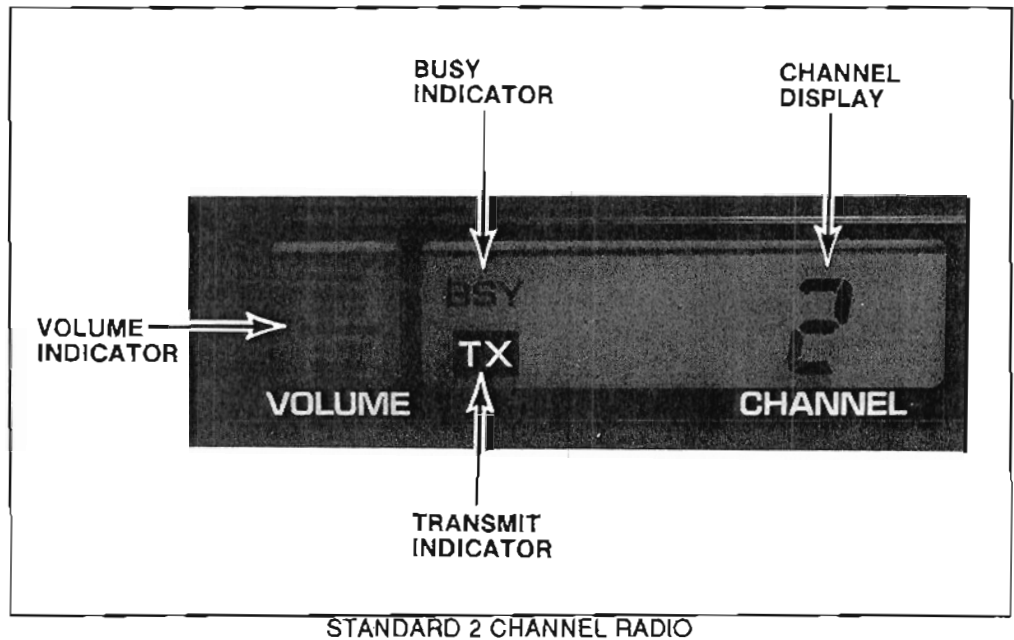 BUSY
INDICATOR
CHANNEL
DISPLAY
BSY
2
VOLUME
INDICATOR
TX
VOLUME
CHANNEL
TRANSMIT
INDICATOR
STANDARD 2 CHANNEL RADIO